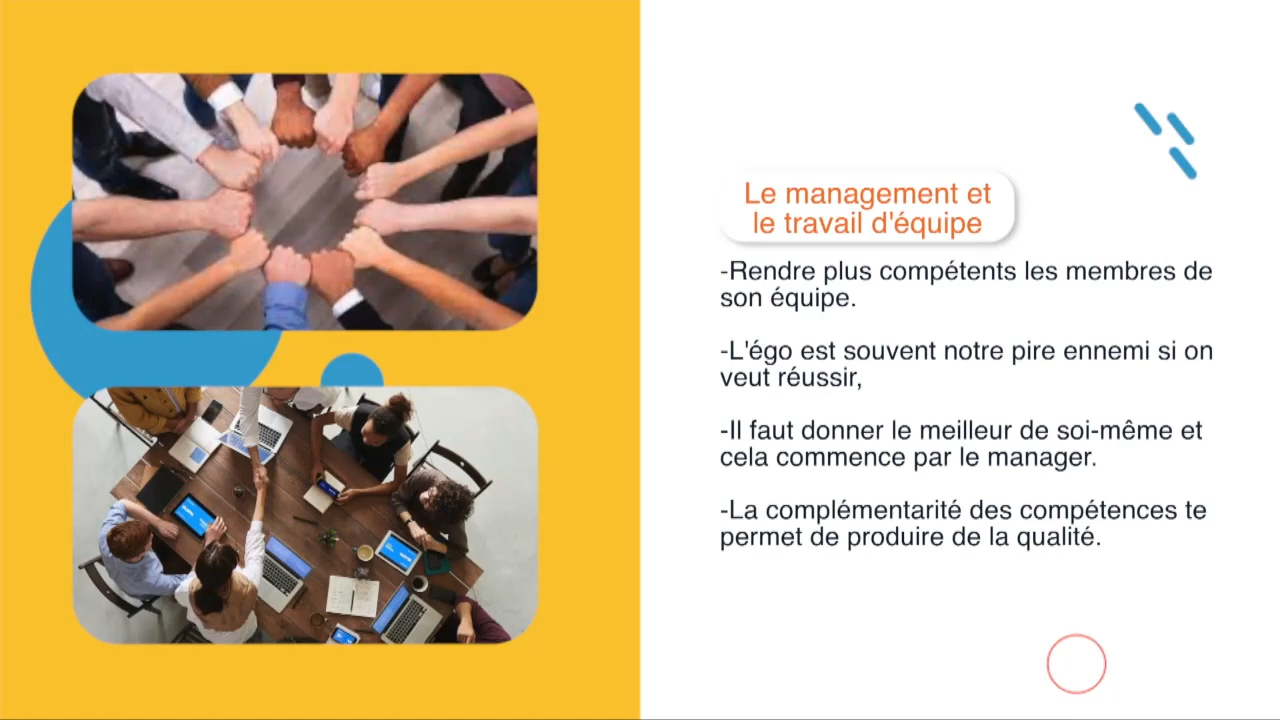 Le management et
le travail d'équipe
-Rendre plus compétents les membres de
son équipe.
-L'égo est souvent notre pire ennemi si on
veut réussir,
-Il faut donner le meilleur de soi-même et
cela commence par le manager.
-La complémentarité des compétences te
permet de produire de la qualité.